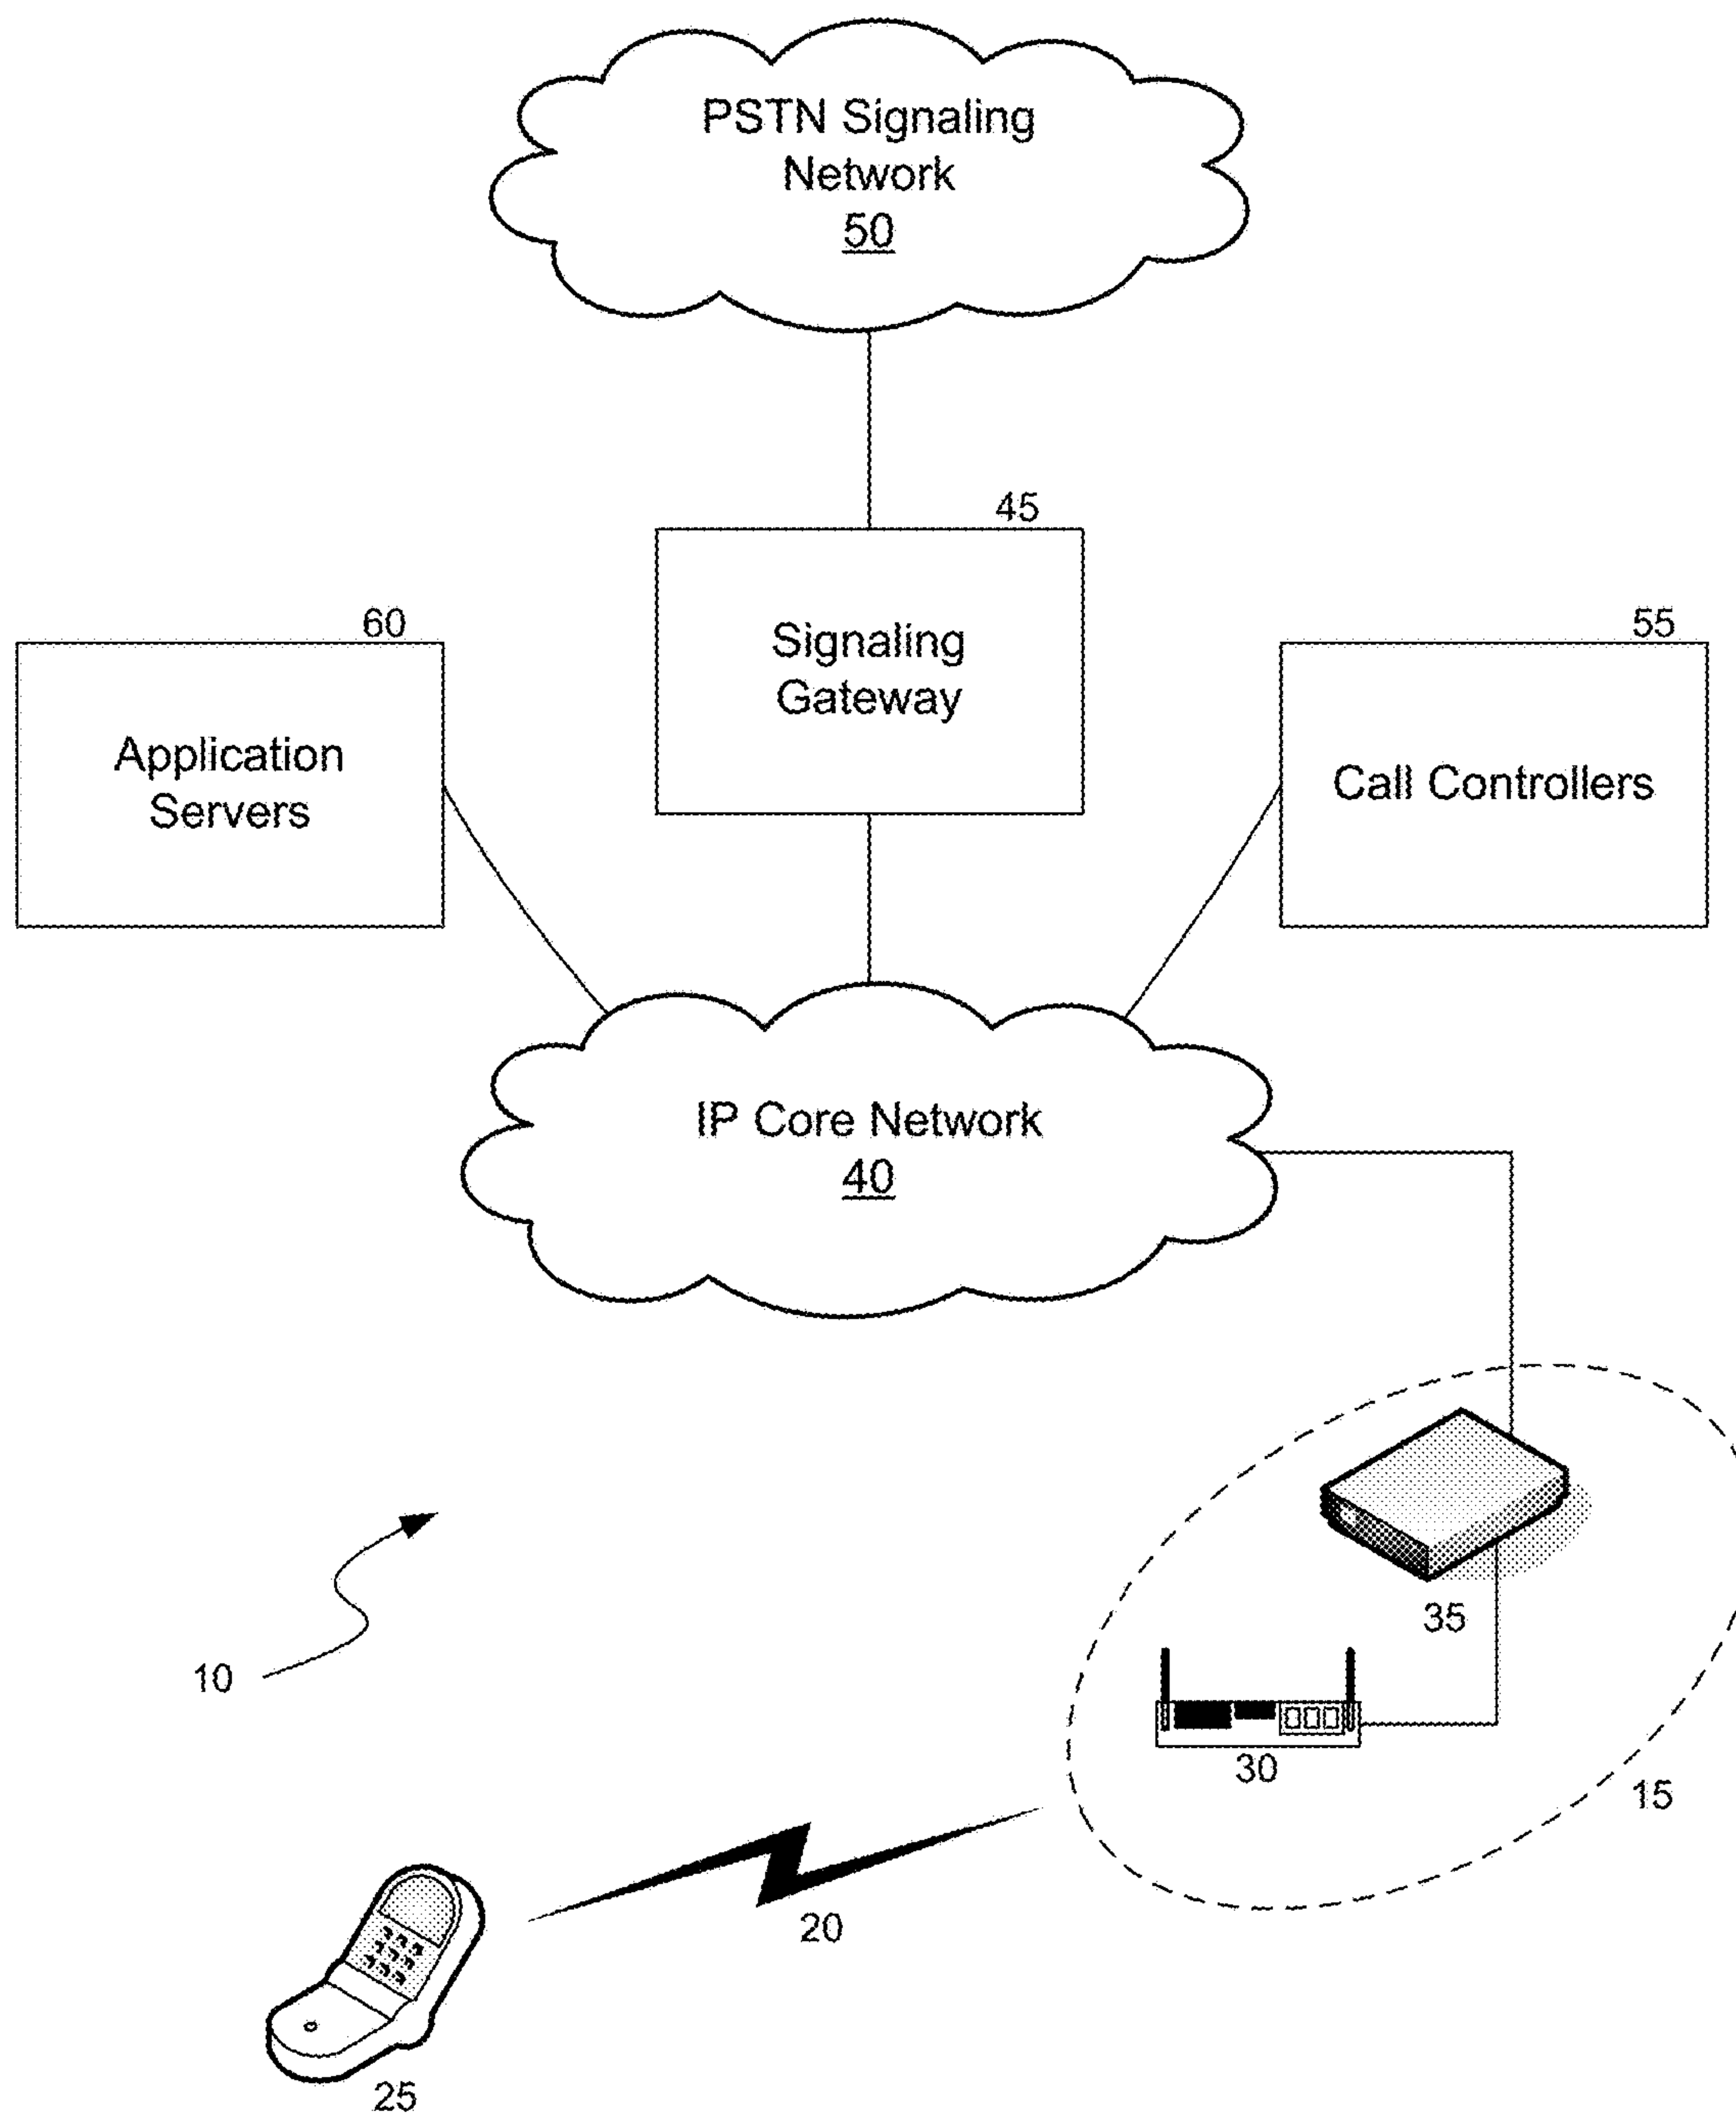 PSTN Signaling
Network
50
45
Signaling
Gateway
60
Application
Servers
55
Call Controllers
IP Core Network
40
35
10
30
15
20
25